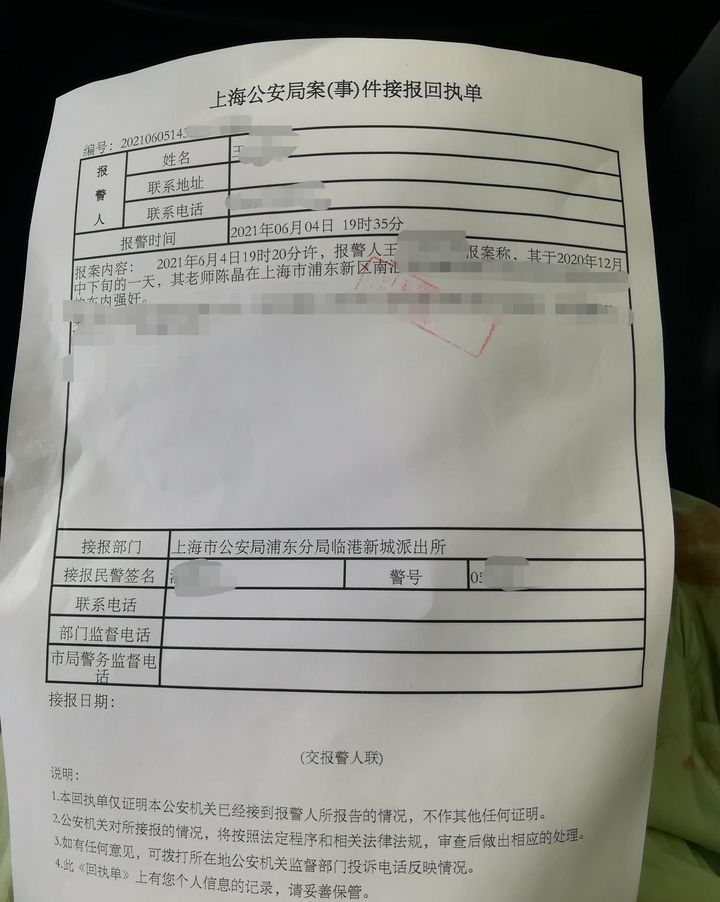 上海公安局案(事)件接报回执单
编号: 2021060514
报警人
姓名
王
联系地址
联系电话
报警时间
2021年06月04日 19时35分
报案内容: 2021年6月4日19时20分许，报警人王 报案称，其于2020年12月
中下旬的一天，其老师陈晶在上海市浦东新区南汇
的车内强奸。
接报部门
上海市公安局浦东分局临港新城派出所
接报民警签名
警号
05
联系电话
部门监督电话
市局警务监督电
话
接报日期:
(交报警人联)
说明:
1.本回执单仅证明本公安机关已经接到报警人所报告的情况，不作其他任何证明。
2.公安机关对所接报的情况，将按照法定程序和相关法律法规，审查后做出相应的处理。
3.如有任何意见，可拨打所在地公安机关监督部门投诉电话反映情况。
4.此《回执单》上有您个人信息的记录，请妥善保管。